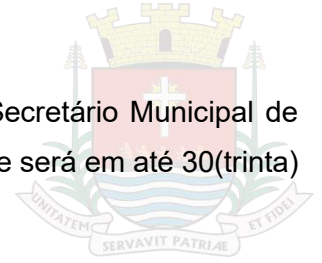 Secretário Municipal de
e será em até 30(trinta)
UNITATEM ET FIDEI
SERVAVIT PATRIAE